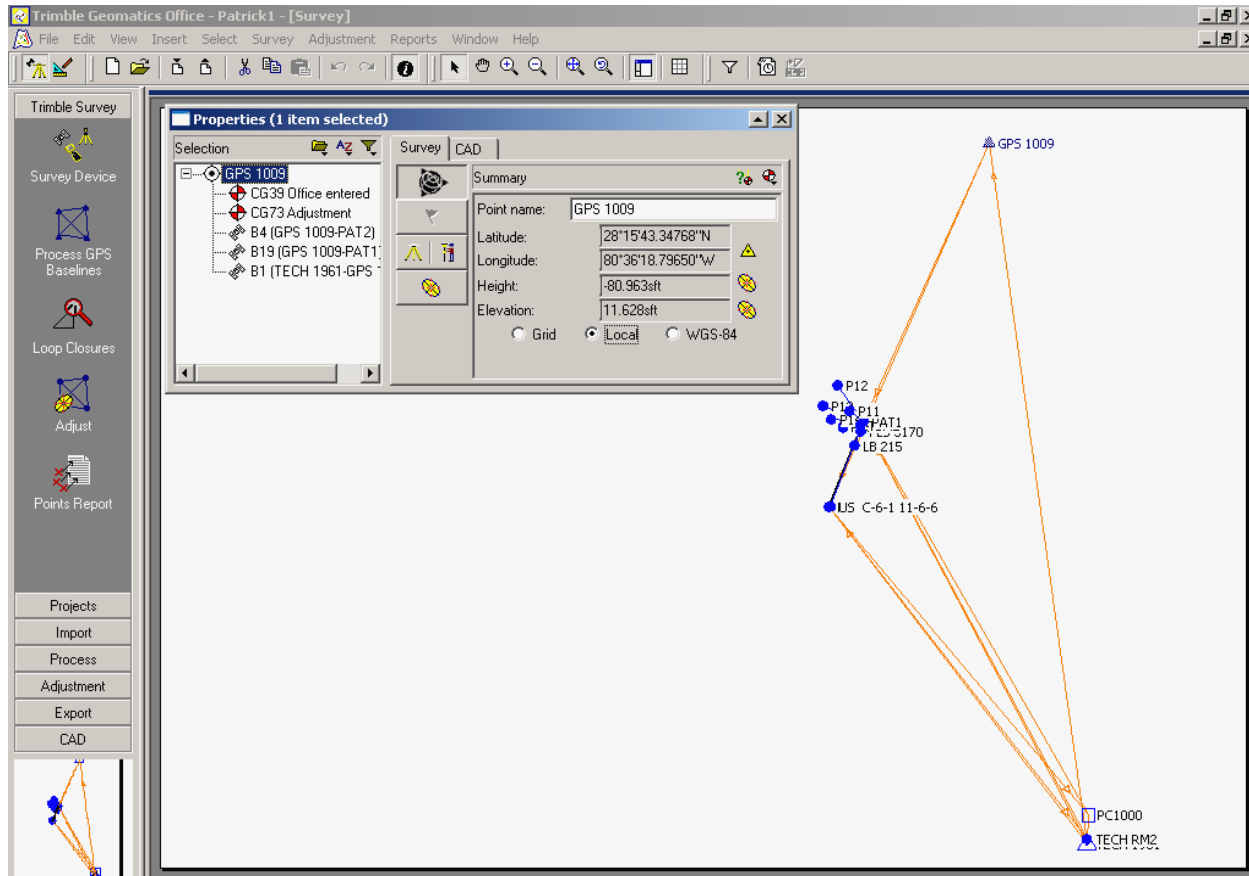 Trimble Geomatics Office - Patrick1 - [Survey]
File Edit View Insert Select Survey Adjustment Reports Window Help
Trimble Survey
Survey Device
Process GPS
Baselines
Loop Closures
Adjust
Points Report
Projects
Import
Process
Adjustment
Export
CAD
Properties (1 item selected)
Selection
GPS 1009
CG39 Office entered
CG73 Adjustment
B4 (GPS 1009-PAT2)
B19 (GPS 1009-PAT1
B1 (TECH 1961-GPS
Survey CAD
Summary
Point name: GPS 1009
Latitude: 28°15'43.34768"N
Longitude: 80°36'18.79650"W
Height: -80.963sft
Elevation: 11.628sft
Grid Local WGS-84
GPS 1009
P12
P11
PAT1
LB 215
C-6-1 11-6-6
PC1000
TECH RM2